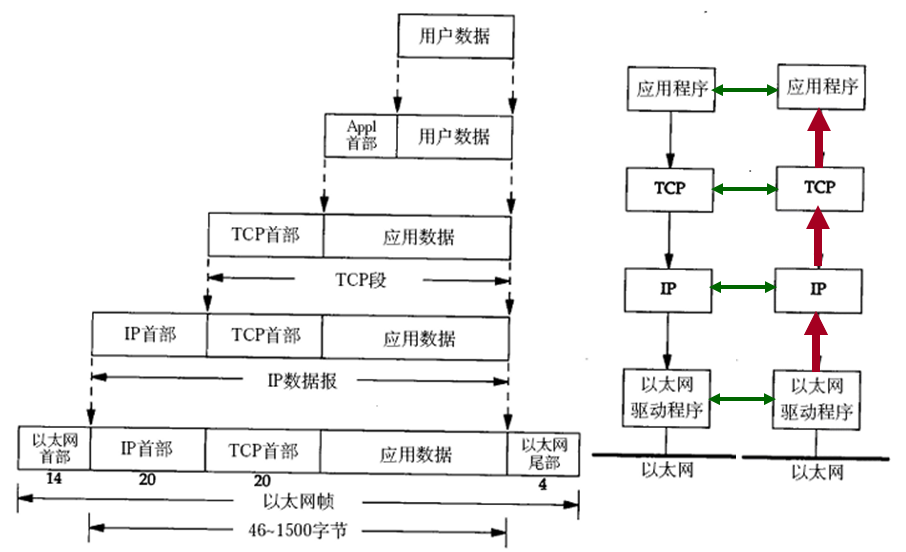 用户数据
Appl
首部
用户数据
TCP首部
应用数据
TCP段
IP首部
TCP首部
应用数据
IP数据报
以太网
首部
IP首部
TCP首部
应用数据
以太网
尾部
14
20
20
4
以太网帧
46~1500字节
应用程序
应用程序
TCP
TCP
IP
IP
以太网
驱动程序
以太网
驱动程序
以太网
以太网